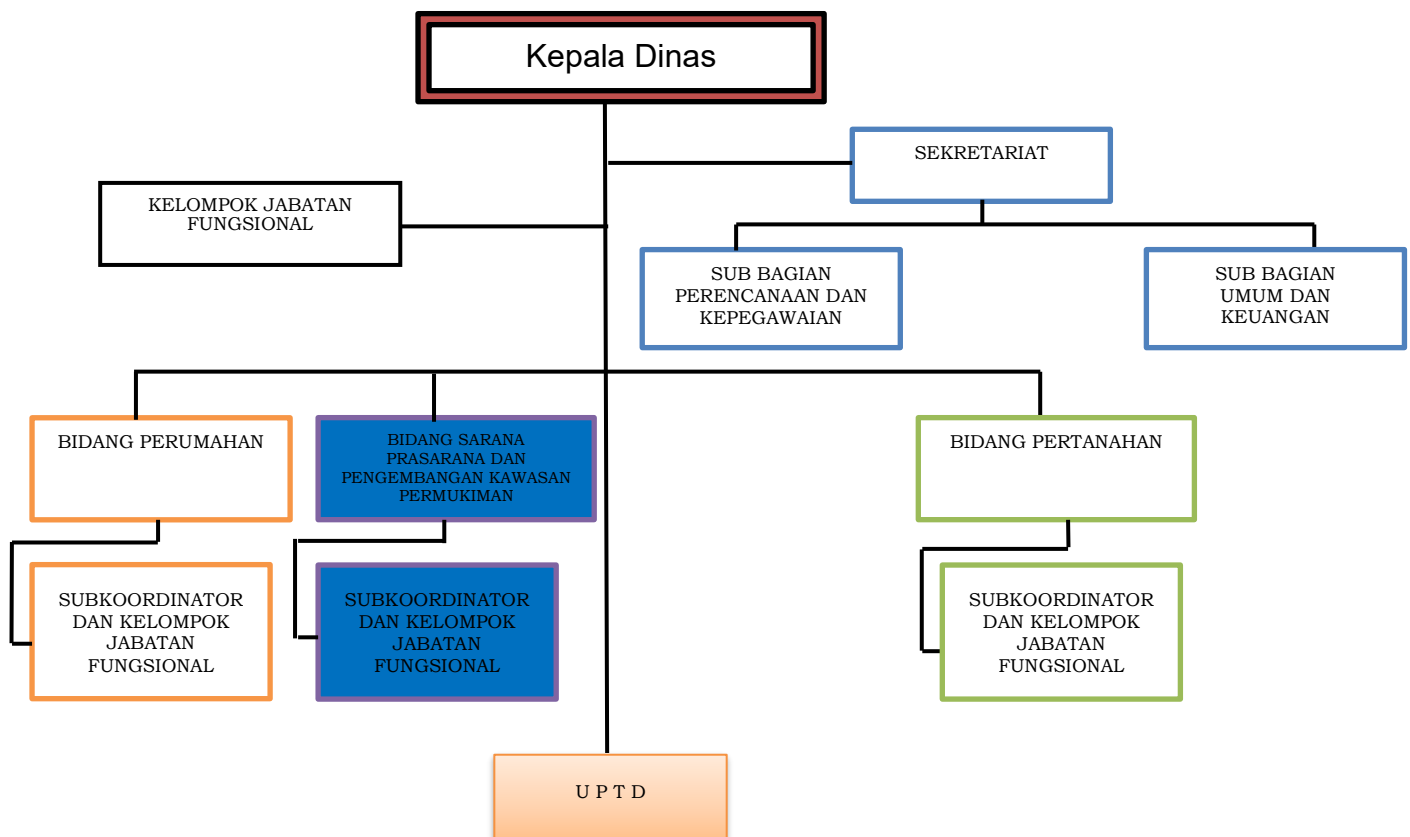 Kepala Dinas
SEKRETARIAT
KELOMPOK JABATAN
FUNGSIONAL
SUB BAGIAN
PERENCANAAN DAN
KEPEGAWAIAN
SUB BAGIAN
UMUM DAN
KEUANGAN
BIDANG PERUMAHAN
BIDANG SARANA
PRASARANA DAN
PENGEMBANGAN KAWASAN
PERMUKIMAN
BIDANG PERTANAHAN
SUBKOORDINATOR
DAN KELOMPOK
JABATAN
FUNGSIONAL
SUBKOORDINATOR
DAN KELOMPOK
JABATAN
FUNGSIONAL
SUBKOORDINATOR
DAN KELOMPOK
JABATAN
FUNGSIONAL
U P T D